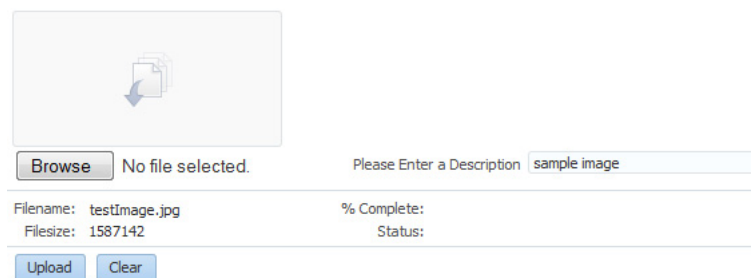 Browse No file selected. Please Enter a Description sample image
Filename: testImage.jpg % Complete:
Filesize: 1587142 Status:
Upload Clear